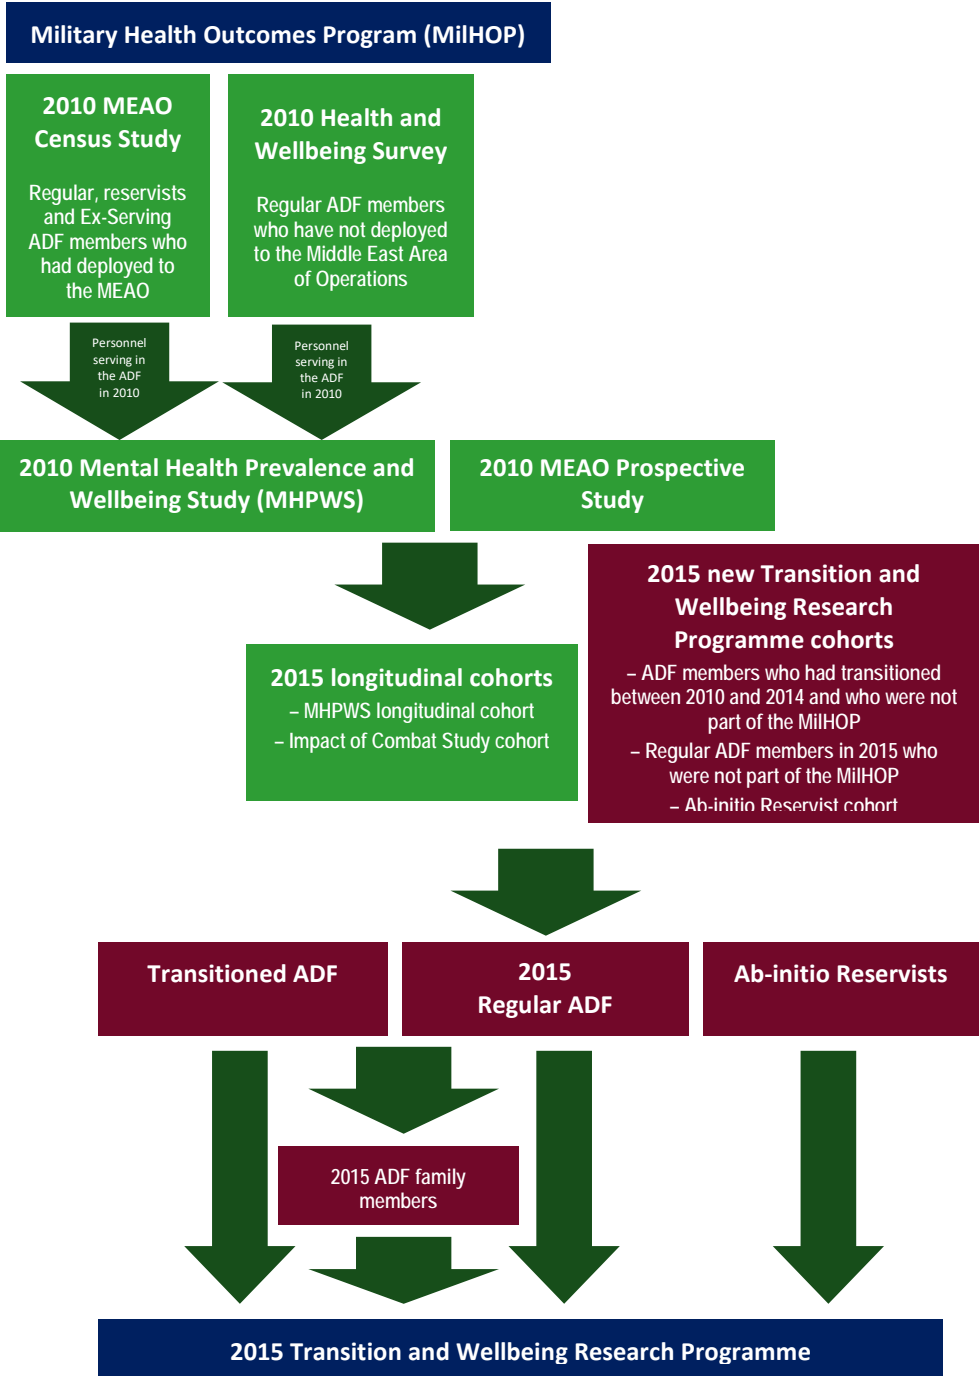 Military Health Outcomes Program (MilHOP)
2010 MEAO
Census Study
Regular, reservists
and Ex-Serving
ADF members who
had deployed to
the MEAO
2010 Health and
Wellbeing Survey
Regular ADF members
who have not deployed
to the Middle East Area
of Operations
Personnel
serving in
the ADF
in 2010
Personnel
serving in
the ADF
in 2010
2010 Mental Health Prevalence and
Wellbeing Study (MHPWS)
2010 MEAO Prospective
Study
2015 longitudinal cohorts
– MHPWS longitudinal cohort
– Impact of Combat Study cohort
2015 new Transition and
Wellbeing Research
Programme cohorts
– ADF members who had transitioned
between 2010 and 2014 and who were not
part of the MilHOP
– Regular ADF members in 2015 who
were not part of the MilHOP
– Ab-initio Reservist cohort
Transitioned ADF
2015
Regular ADF
Ab-initio Reservists
2015 ADF family
members
2015 Transition and Wellbeing Research Programme